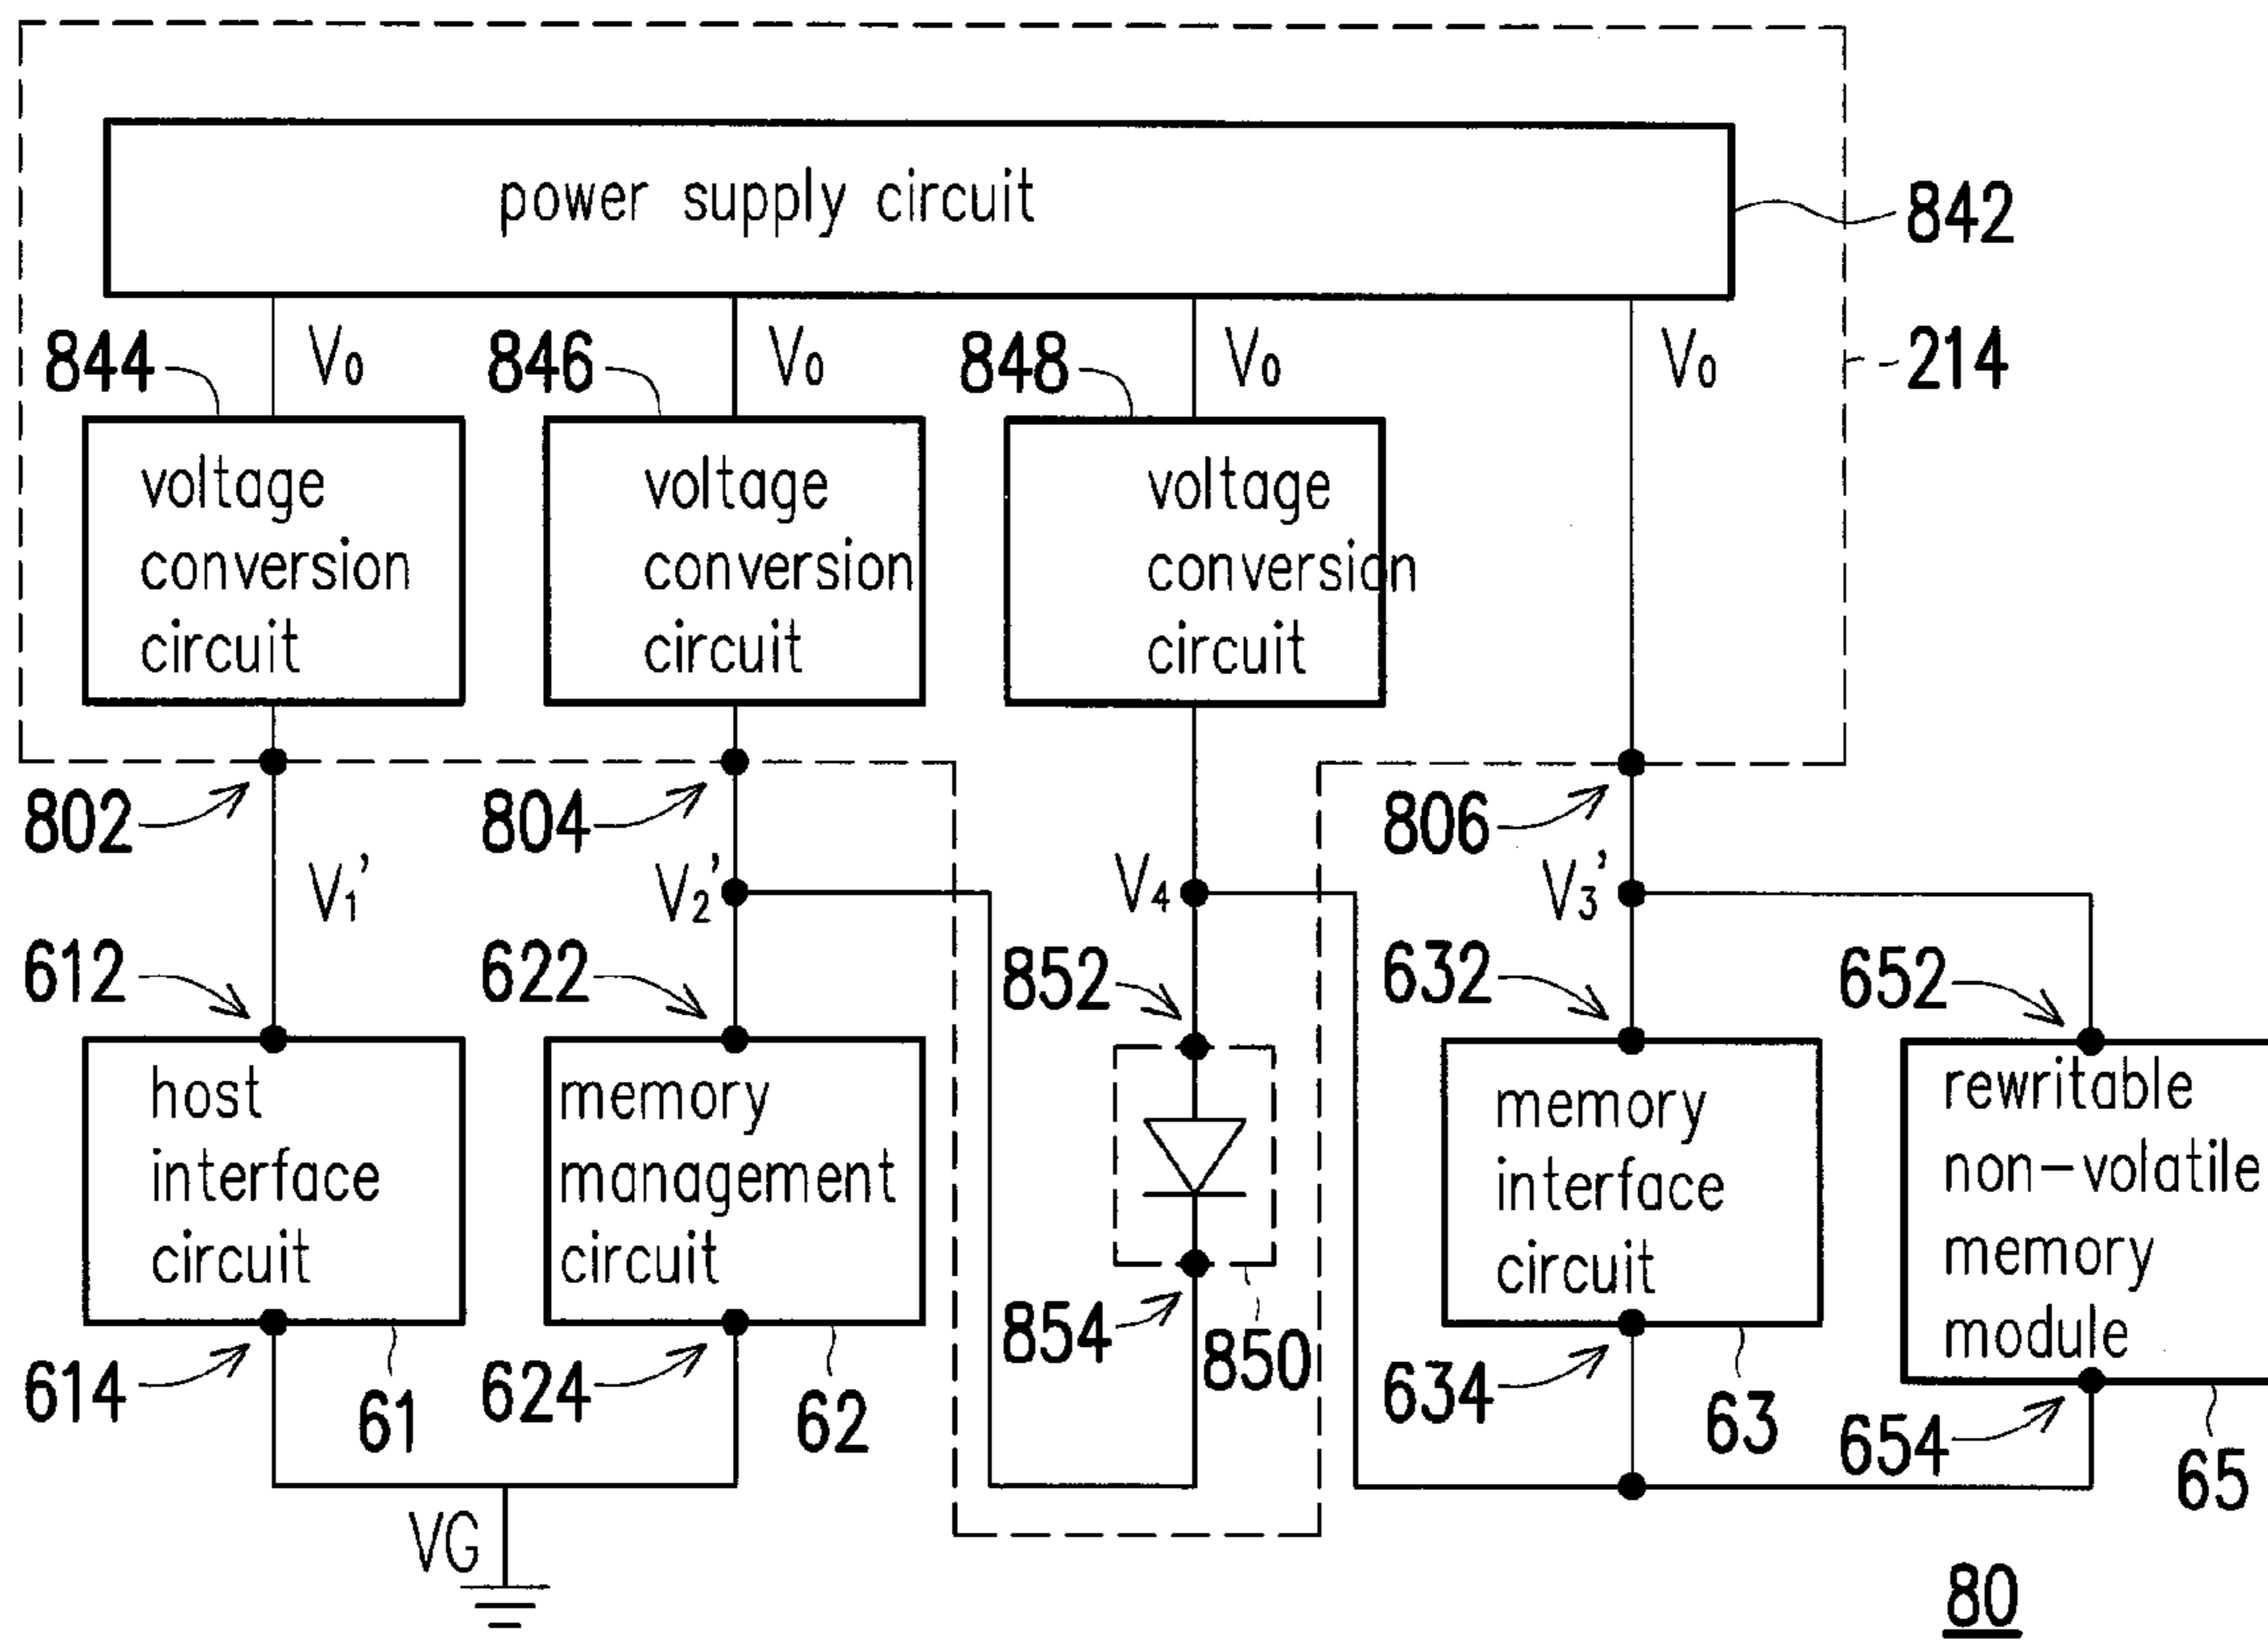 power supply circuit
842
844
V0
846
V0
848
V0
V0
214
voltage
conversion
circuit
voltage
conversion
circuit
voltage
conversion
circuit
802
804
806
V1'
V2'
V4
V3'
612
622
852
632
652
host
interface
circuit
memory
management
circuit
memory
interface
circuit
rewritable
non-volatile
memory
module
614
61
624
62
854
850
634
63
654
65
VG
80